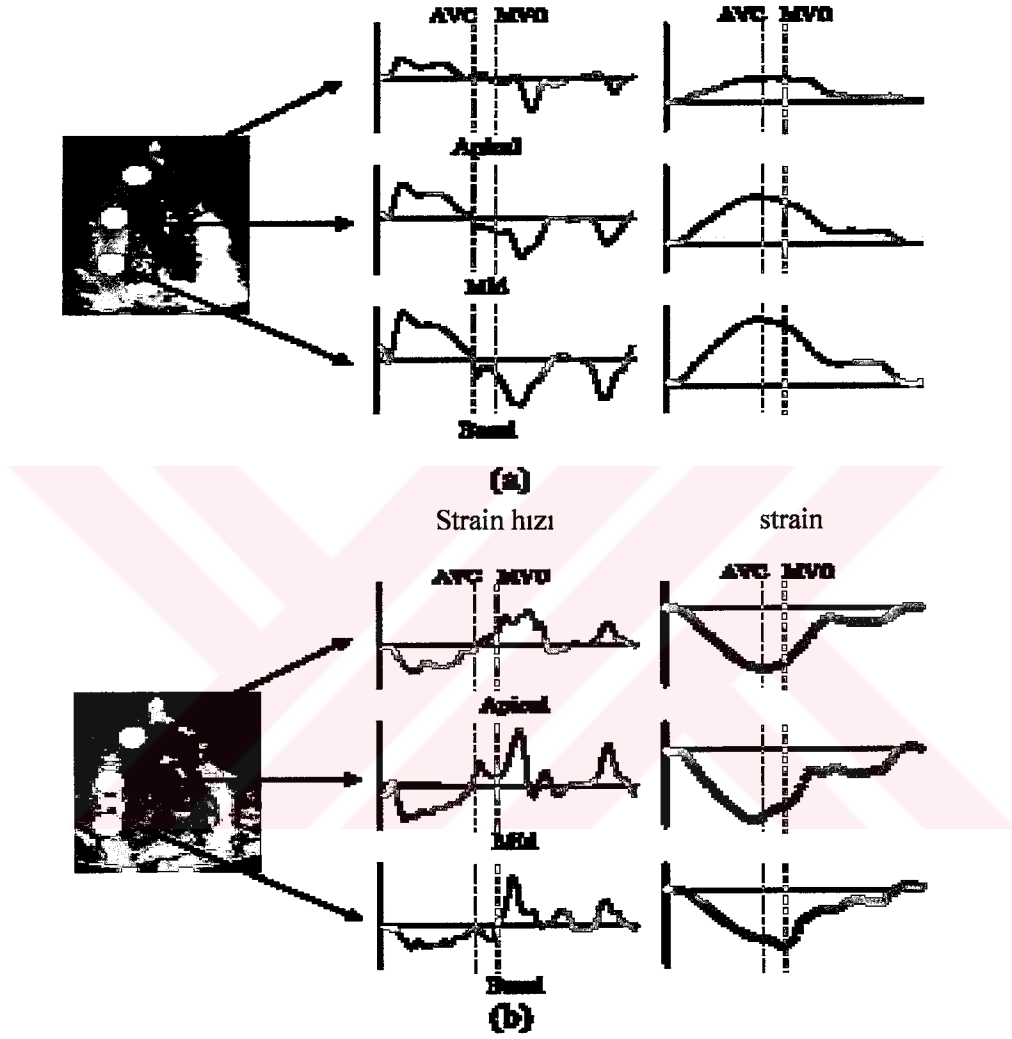 AVC MVO AVC MVO
Apical
Mid
Basal
(a)
Strain hızı strain
AVC MVO AVC MVO
Apical
Mid
Basal
(b)